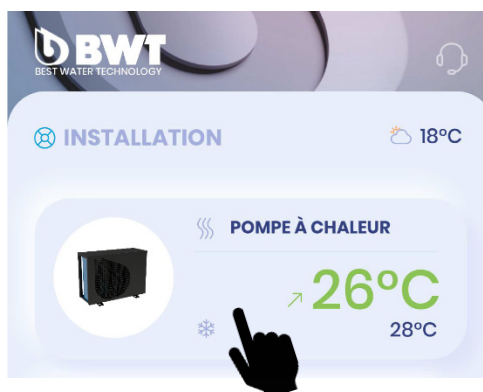 BWT
BEST WATER TECHNOLOGY
INSTALLATION
18°C
POMPE À CHALEUR
26°C
28°C